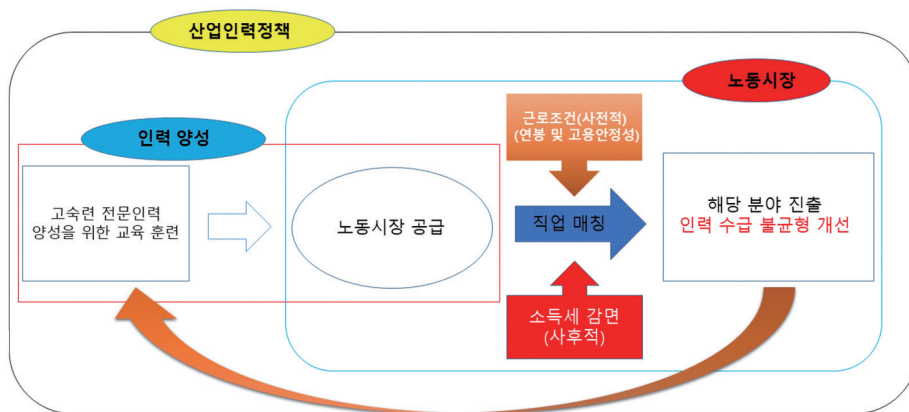 산업인력정책
노동시장
인력 양성
근로조건(사전적)
(연봉 및 고용안정성)
고숙련 전문인력
양성을 위한 교육 훈련
노동시장 공급
직업 매칭
해당 분야 진출
인력 수급 불균형 개선
소득세 감면
(사후적)